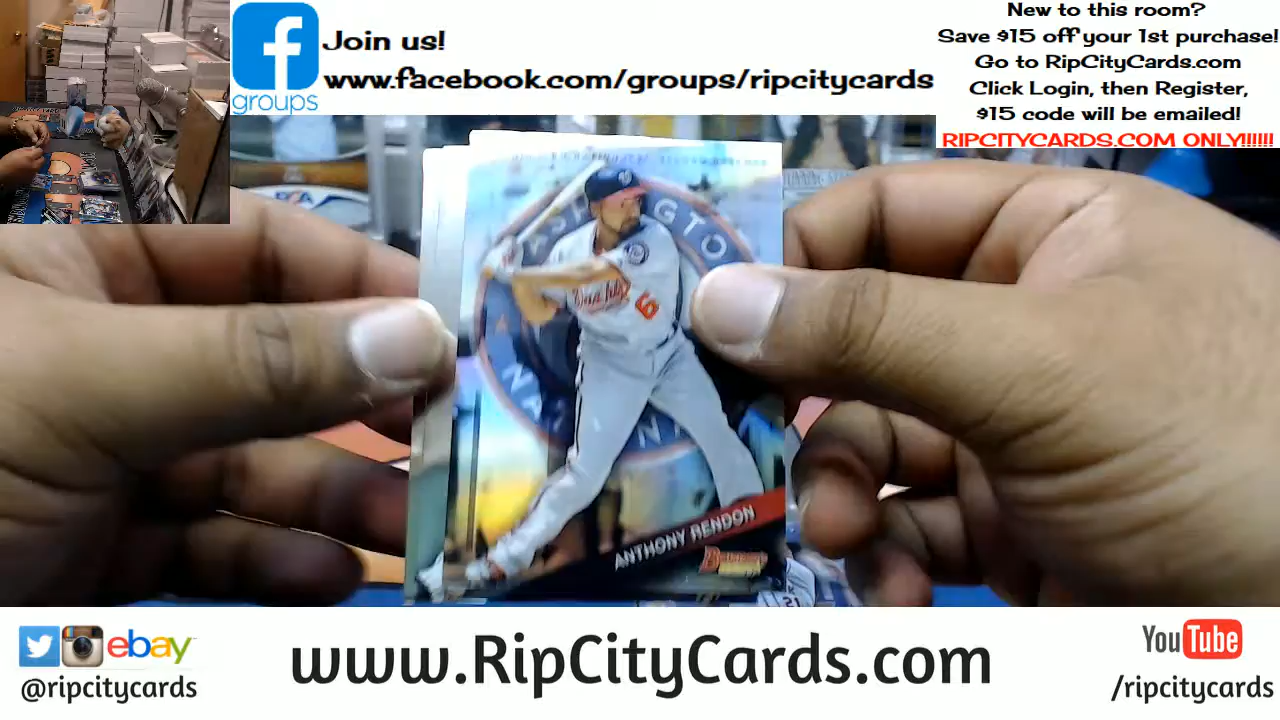 Join us!
www.facebook.com/groups/ripcitycards
groups
New to this room?
Save $15 off your 1st purchase!
Go to RipCityCards.com
Click Login, then Register,
$15 code will be emailed!
RIPCITYCARDS.COM ONLY!!!!!!
6
ANTHONY RENDON
21
ebay
@ripcitycards
www.RipCityCards.com
YouTube
/ripcitycards